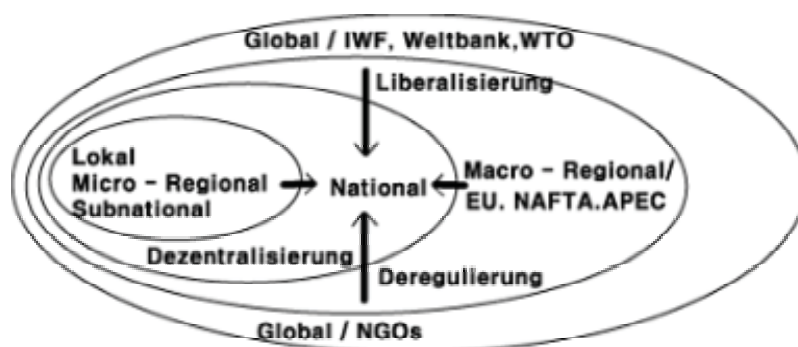 Global / IWF, Weltbank,WTO
Liberalisierung
Lokal
Micro - Regional
Subnational
National
Macro - Regional/
EU. NAFTA.APEC
Dezentralisierung
Deregulierung
Global / NGOs